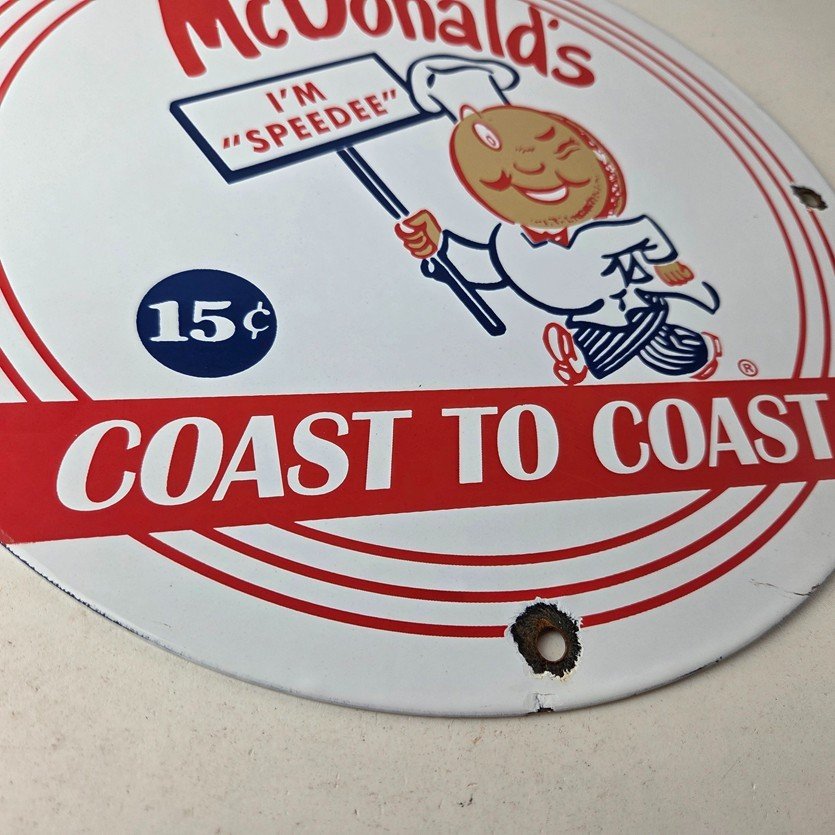 McDonald's
I'M
"SPEEDEE"
15¢
®
COAST TO COAST